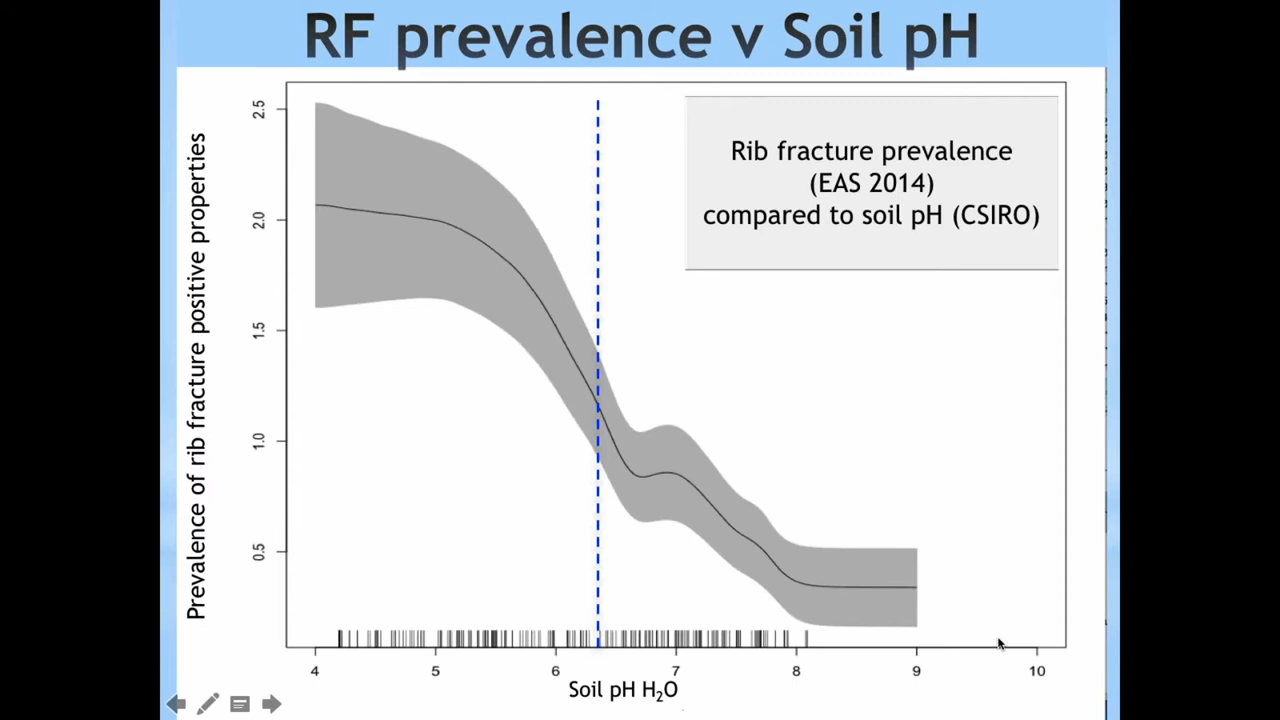 RF prevalence v Soil pH
Rib fracture prevalence
(EAS 2014)
compared to soil pH (CSIRO)
Prevalence of rib fracture positive properties
2.5
2.0
1.5
1.0
0.5
4 5 6 7 8 9 10
Soil pH H₂O